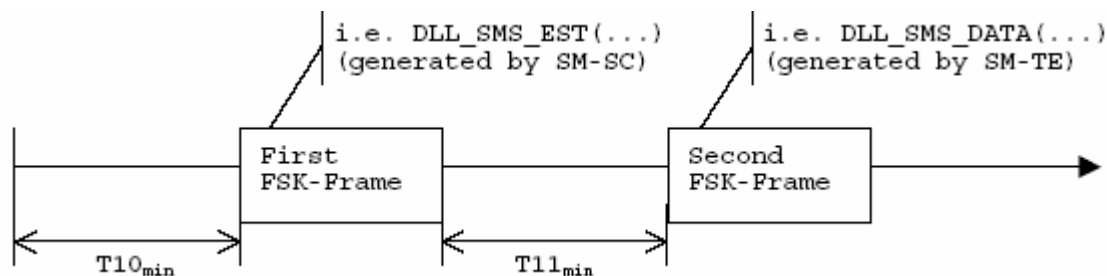 i.e. DLL_SMS_EST(...)
(generated by SM-SC)
i.e. DLL_SMS_DATA(...)
(generated by SM-TE)
First
FSK-Frame
Second
FSK-Frame
T10min
T11min